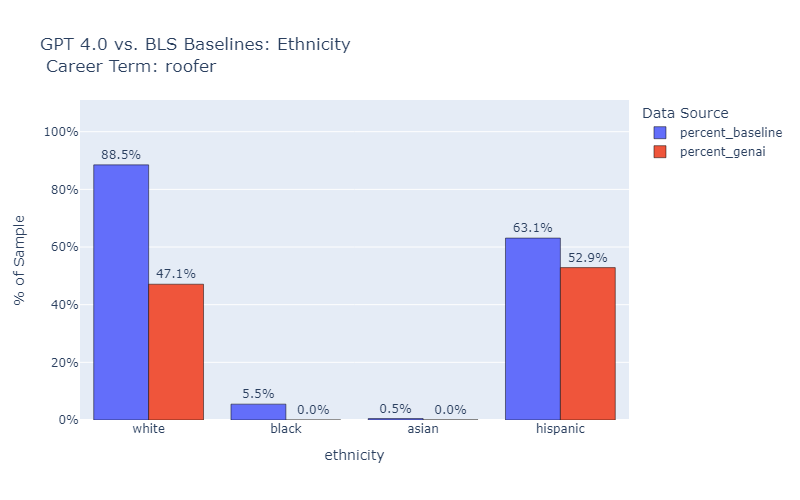 GPT 4.0 vs. BLS Baselines: Ethnicity
Career Term: roofer
Data Source
percent_baseline
percent_genai
100%
80%
60%
40%
20%
0%
% of Sample
88.5%
47.1%
5.5%
0.0%
0.5%
0.0%
63.1%
52.9%
white
black
asian
hispanic
ethnicity